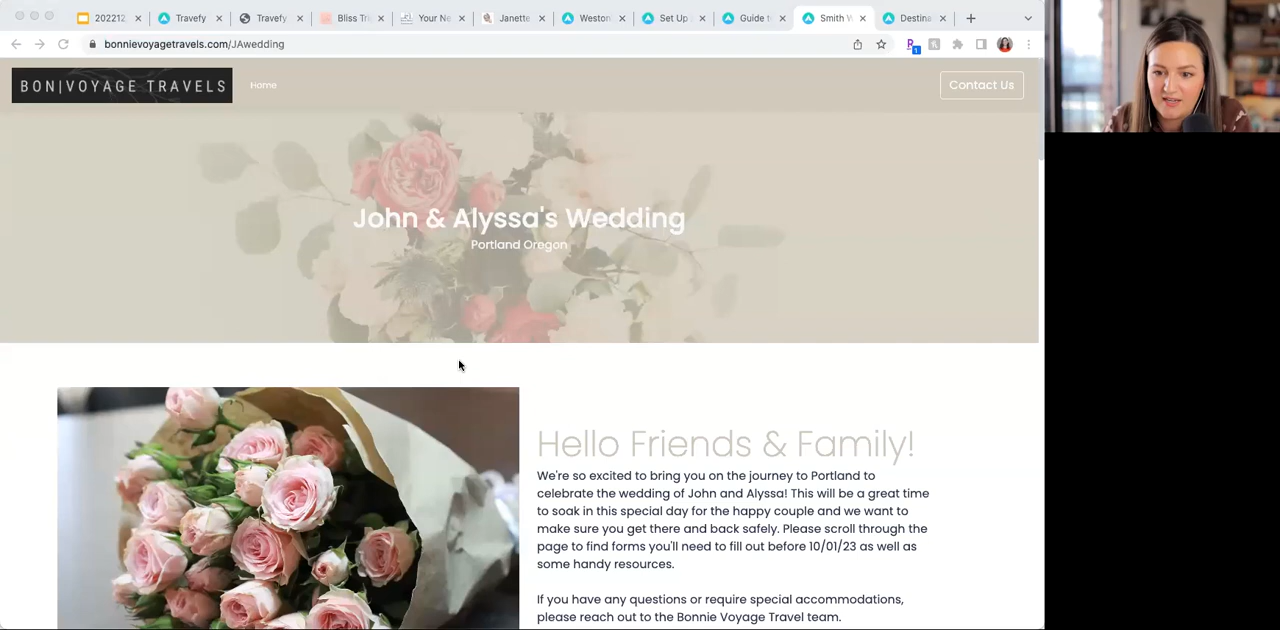 202212
Travefy
Travefy
Bliss Tri
Your Ne
Janette
Weston
Set Up
Guide t
Smith W
Destina
bonnievoyagetravels.com/JAwedding
1
BON|VOYAGE TRAVELS
Home
Contact Us
John & Alyssa's Wedding
Portland Oregon
Hello Friends & Family!
We're so excited to bring you on the journey to Portland to
celebrate the wedding of John and Alyssa! This will be a great time
to soak in this special day for the happy couple and we want to
make sure you get there and back safely. Please scroll through the
page to find forms you'll need to fill out before 10/01/23 as well as
some handy resources.
If you have any questions or require special accommodations,
please reach out to the Bonnie Voyage Travel team.